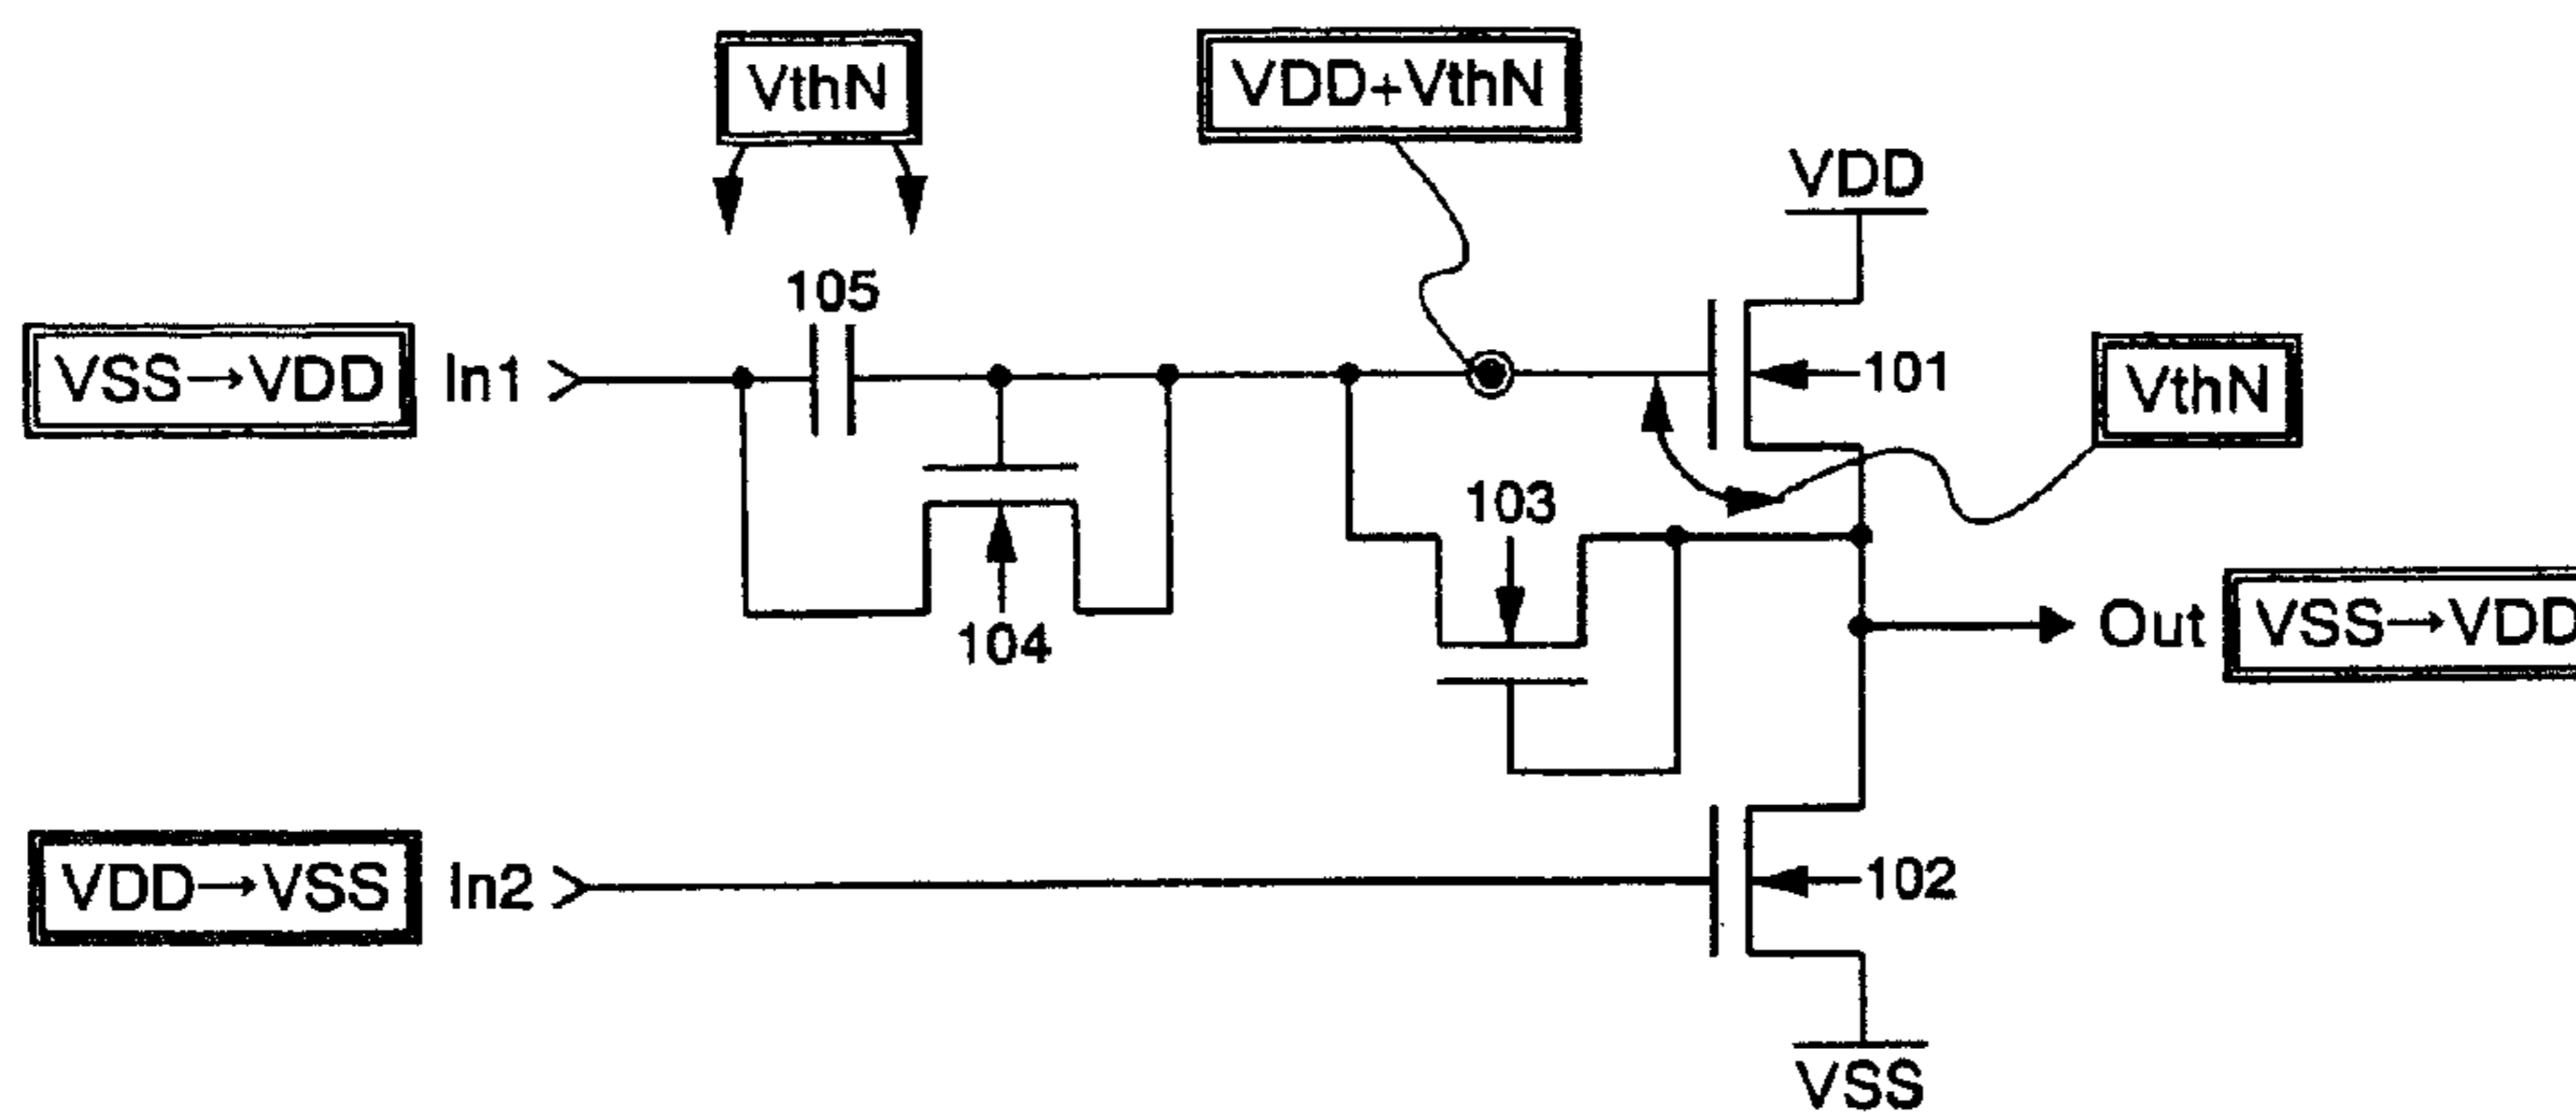 VthN
VDD+VthN
VDD
105
VSS→VDD
In1
101
VthN
103
104
Out
VSS→VDD
VDD→VSS
In2
102
VSS